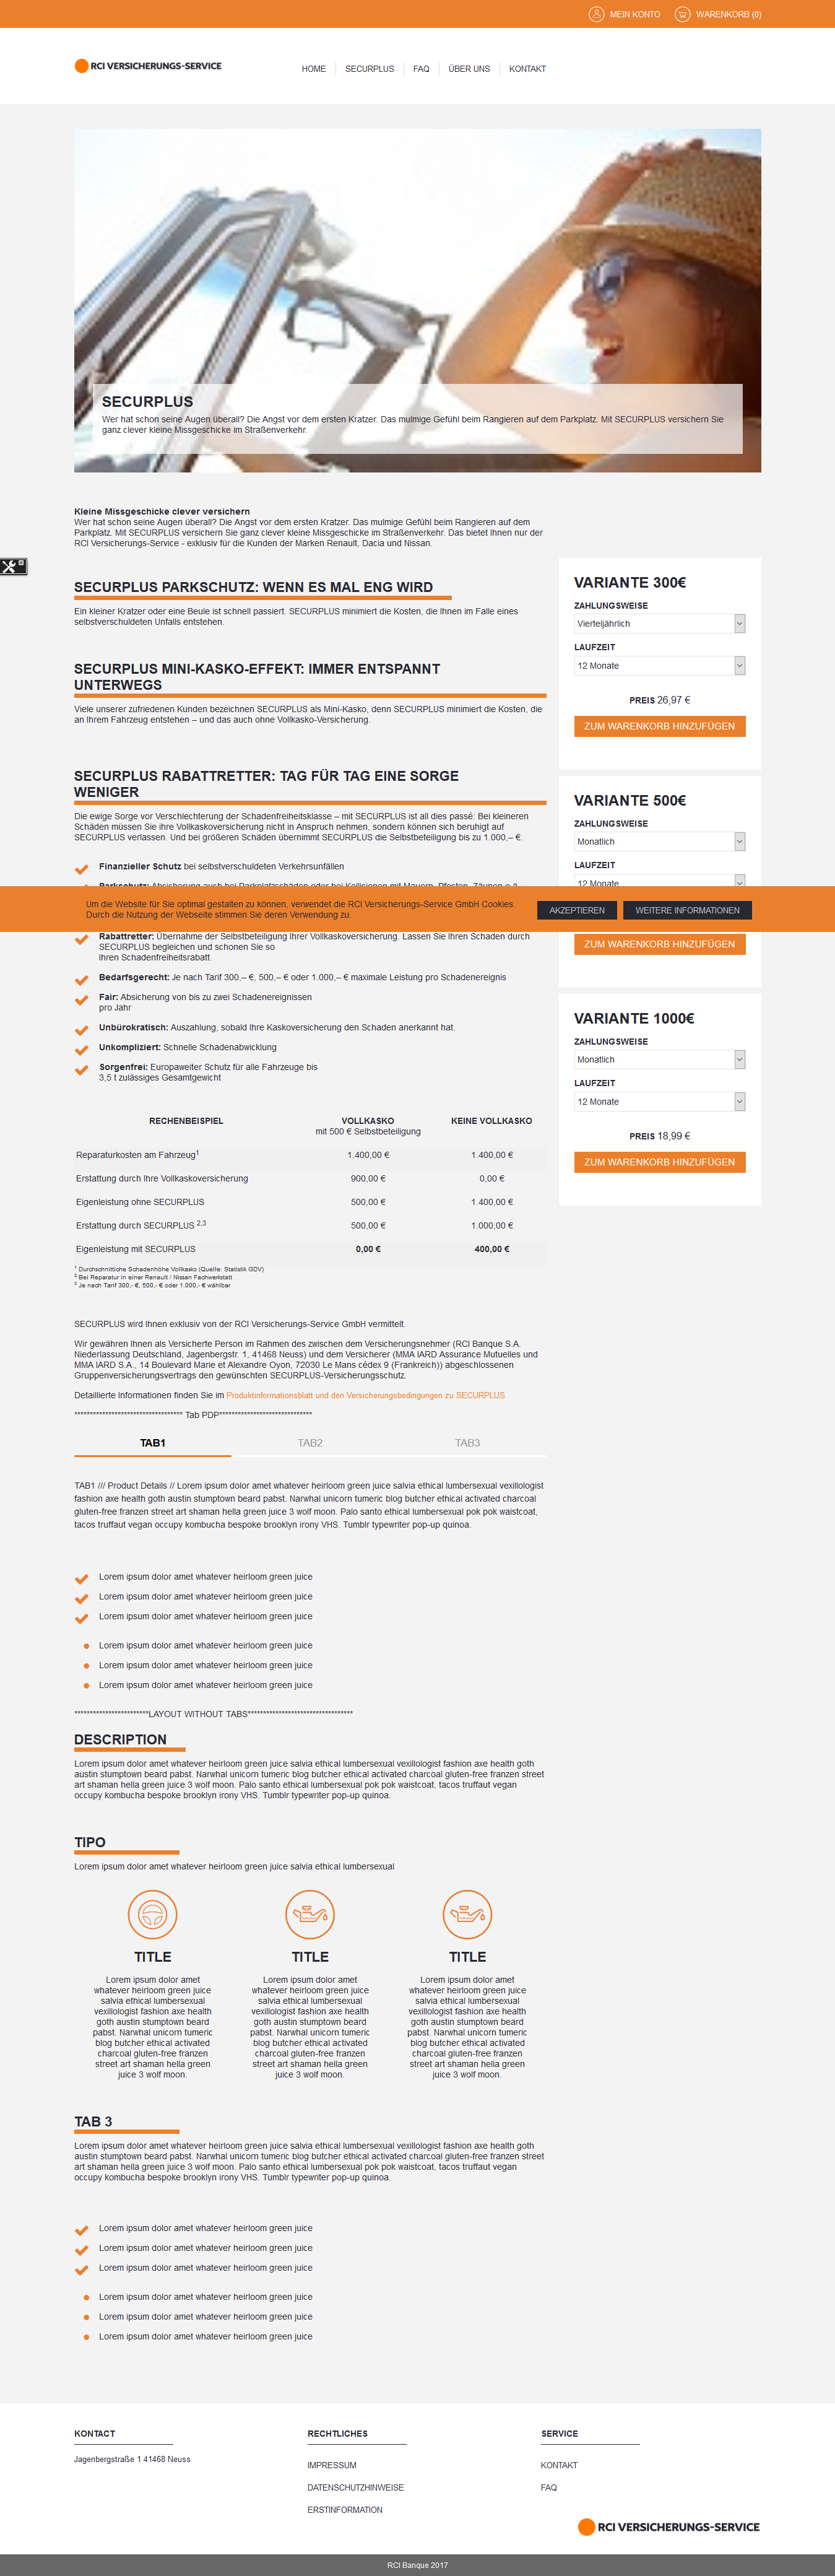 MEIN KONTO
WARENKORB (0)
RCI VERSICHERUNGS-SERVICE
HOME
SECURPLUS
FAQ
ÜBER UNS
KONTAKT
SECURPLUS
Wer hat schon seine Augen überall? Die Angst vor dem ersten Kratzer. Das mulmige Gefühl beim Rangieren auf dem Parkplatz. Mit SECURPLUS versichern Sie
ganz clever kleine Missgeschicke im Straßenverkehr.
Kleine Missgeschicke clever versichern
Wer hat schon seine Augen überall? Die Angst vor dem ersten Kratzer. Das mulmige Gefühl beim Rangieren auf dem
Parkplatz. Mit SECURPLUS versichern Sie ganz clever kleine Missgeschicke im Straßenverkehr. Das bietet Ihnen nur der
RCI Versicherungs-Service - exklusiv für die Kunden der Marken Renault, Dacia und Nissan.
SECURPLUS PARKSCHUTZ: WENN ES MAL ENG WIRD
Ein kleiner Kratzer oder eine Beule ist schnell passiert. SECURPLUS minimiert die Kosten, die Ihnen im Falle eines
selbstverschuldeten Unfalls entstehen.
SECURPLUS MINI-KASKO-EFFEKT: IMMER ENTSPANNT
UNTERWEGS
Viele unserer zufriedenen Kunden bezeichnen SECURPLUS als Mini-Kasko, denn SECURPLUS minimiert die Kosten, die
an Ihrem Fahrzeug entstehen – und das auch ohne Vollkasko-Versicherung.
SECURPLUS RABATTRETTER: TAG FÜR TAG EINE SORGE
WENIGER
Die ewige Sorge vor Verschlechterung der Schadenfreiheitsklasse – mit SECURPLUS ist all dies passé: Bei kleineren
Schäden müssen Sie ihre Vollkaskoversicherung nicht in Anspruch nehmen, sondern können sich beruhigt auf
SECURPLUS verlassen. Und bei größeren Schäden übernimmt SECURPLUS die Selbstbeteiligung bis zu 1.000,– €.
Finanzieller Schutz bei selbstverschuldeten Verkehrsunfällen
Parkschutz: Absicherung auch bei Parkplatzschäden oder bei Kollisionen mit Mauern, Pfosten, Zäunen o.ä.
Um die Website für Sie optimal gestalten zu können, verwendet die RCI Versicherungs-Service GmbH Cookies.
Durch die Nutzung der Webseite stimmen Sie deren Verwendung zu.
AKZEPTIEREN
WEITERE INFORMATIONEN
Rabattretter: Übernahme der Selbstbeteiligung Ihrer Vollkaskoversicherung. Lassen Sie Ihren Schaden durch
SECURPLUS begleichen und schonen Sie so
Ihren Schadenfreiheitsrabatt.
Bedarfsgerecht: Je nach Tarif 300,– €, 500,– € oder 1.000,– € maximale Leistung pro Schadenereignis
Fair: Absicherung von bis zu zwei Schadenereignissen
pro Jahr
Unbürokratisch: Auszahlung, sobald Ihre Kaskoversicherung den Schaden anerkannt hat.
Unkompliziert: Schnelle Schadenabwicklung
Sorgenfrei: Europaweiter Schutz für alle Fahrzeuge bis
3,5 t zulässiges Gesamtgewicht
RECHENBEISPIEL VOLLKASKO KEINE VOLLKASKO
mit 500 € Selbstbeteiligung
Reparaturkosten am Fahrzeug1 1.400,00 € 1.400,00 €
Erstattung durch Ihre Vollkaskoversicherung 900,00 € 0,00 €
Eigenleistung ohne SECURPLUS 500,00 € 1.400,00 €
Erstattung durch SECURPLUS 2,3 500,00 € 1.000,00 €
Eigenleistung mit SECURPLUS 0,00 € 400,00 €
1 Durchschnittliche Schadenhöhe Vollkasko (Quelle: Statistik GDV)
2 Bei Reparatur in einer Renault / Nissan Fachwerkstatt
3 Je nach Tarif 300,- €, 500,- € oder 1.000,- € wählbar
SECURPLUS wird Ihnen exklusiv von der RCI Versicherungs-Service GmbH vermittelt.
Wir gewähren Ihnen als Versicherte Person im Rahmen des zwischen dem Versicherungsnehmer (RCI Banque S.A.
Niederlassung Deutschland, Jagenbergstr. 1, 41468 Neuss) und dem Versicherer (MMA IARD Assurance Mutuelles und
MMA IARD S.A., 14 Boulevard Marie et Alexandre Oyon, 72030 Le Mans cédex 9 (Frankreich)) abgeschlossenen
Gruppenversicherungsvertrags den gewünschten SECURPLUS-Versicherungsschutz.
Detaillierte Informationen finden Sie im Produktinformationsblatt und den Versicherungsbedingungen zu SECURPLUS
*********************************** Tab PDP******************************
TAB1
TAB2
TAB3
TAB1 /// Product Details // Lorem ipsum dolor amet whatever heirloom green juice salvia ethical lumbersexual vexillologist
fashion axe health goth austin stumptown beard pabst. Narwhal unicorn tumeric blog butcher ethical activated charcoal
gluten-free franzen street art shaman hella green juice 3 wolf moon. Palo santo ethical lumbersexual pok pok waistcoat,
tacos truffaut vegan occupy kombucha bespoke brooklyn irony VHS. Tumblr typewriter pop-up quinoa.
Lorem ipsum dolor amet whatever heirloom green juice
Lorem ipsum dolor amet whatever heirloom green juice
Lorem ipsum dolor amet whatever heirloom green juice
Lorem ipsum dolor amet whatever heirloom green juice
Lorem ipsum dolor amet whatever heirloom green juice
Lorem ipsum dolor amet whatever heirloom green juice
************************LAYOUT WITHOUT TABS**********************************
DESCRIPTION
Lorem ipsum dolor amet whatever heirloom green juice salvia ethical lumbersexual vexillologist fashion axe health goth
austin stumptown beard pabst. Narwhal unicorn tumeric blog butcher ethical activated charcoal gluten-free franzen street
art shaman hella green juice 3 wolf moon. Palo santo ethical lumbersexual pok pok waistcoat, tacos truffaut vegan
occupy kombucha bespoke brooklyn irony VHS. Tumblr typewriter pop-up quinoa.
TIPO
Lorem ipsum dolor amet whatever heirloom green juice salvia ethical lumbersexual
TITLE
Lorem ipsum dolor amet
whatever heirloom green juice
salvia ethical lumbersexual
vexillologist fashion axe health
goth austin stumptown beard
pabst. Narwhal unicorn tumeric
blog butcher ethical activated
charcoal gluten-free franzen
street art shaman hella green
juice 3 wolf moon.
TITLE
Lorem ipsum dolor amet
whatever heirloom green juice
salvia ethical lumbersexual
vexillologist fashion axe health
goth austin stumptown beard
pabst. Narwhal unicorn tumeric
blog butcher ethical activated
charcoal gluten-free franzen
street art shaman hella green
juice 3 wolf moon.
TITLE
Lorem ipsum dolor amet
whatever heirloom green juice
salvia ethical lumbersexual
vexillologist fashion axe health
goth austin stumptown beard
pabst. Narwhal unicorn tumeric
blog butcher ethical activated
charcoal gluten-free franzen
street art shaman hella green
juice 3 wolf moon.
TAB 3
Lorem ipsum dolor amet whatever heirloom green juice salvia ethical lumbersexual vexillologist fashion axe health goth
austin stumptown beard pabst. Narwhal unicorn tumeric blog butcher ethical activated charcoal gluten-free franzen street
art shaman hella green juice 3 wolf moon. Palo santo ethical lumbersexual pok pok waistcoat, tacos truffaut vegan
occupy kombucha bespoke brooklyn irony VHS. Tumblr typewriter pop-up quinoa.
Lorem ipsum dolor amet whatever heirloom green juice
Lorem ipsum dolor amet whatever heirloom green juice
Lorem ipsum dolor amet whatever heirloom green juice
Lorem ipsum dolor amet whatever heirloom green juice
Lorem ipsum dolor amet whatever heirloom green juice
Lorem ipsum dolor amet whatever heirloom green juice
VARIANTE 300€
ZAHLUNGSWEISE
Vierteljährlich
LAUFZEIT
12 Monate
PREIS 26,97 €
ZUM WARENKORB HINZUFÜGEN
VARIANTE 500€
ZAHLUNGSWEISE
Monatlich
LAUFZEIT
12 Monate
ZUM WARENKORB HINZUFÜGEN
VARIANTE 1000€
ZAHLUNGSWEISE
Monatlich
LAUFZEIT
12 Monate
PREIS 18,99 €
ZUM WARENKORB HINZUFÜGEN
KONTACT
Jagenbergstraße 1 41468 Neuss
RECHTLICHES
IMPRESSUM
DATENSCHUTZHINWEISE
ERSTINFORMATION
SERVICE
KONTAKT
FAQ
RCI VERSICHERUNGS-SERVICE
RCI Banque 2017